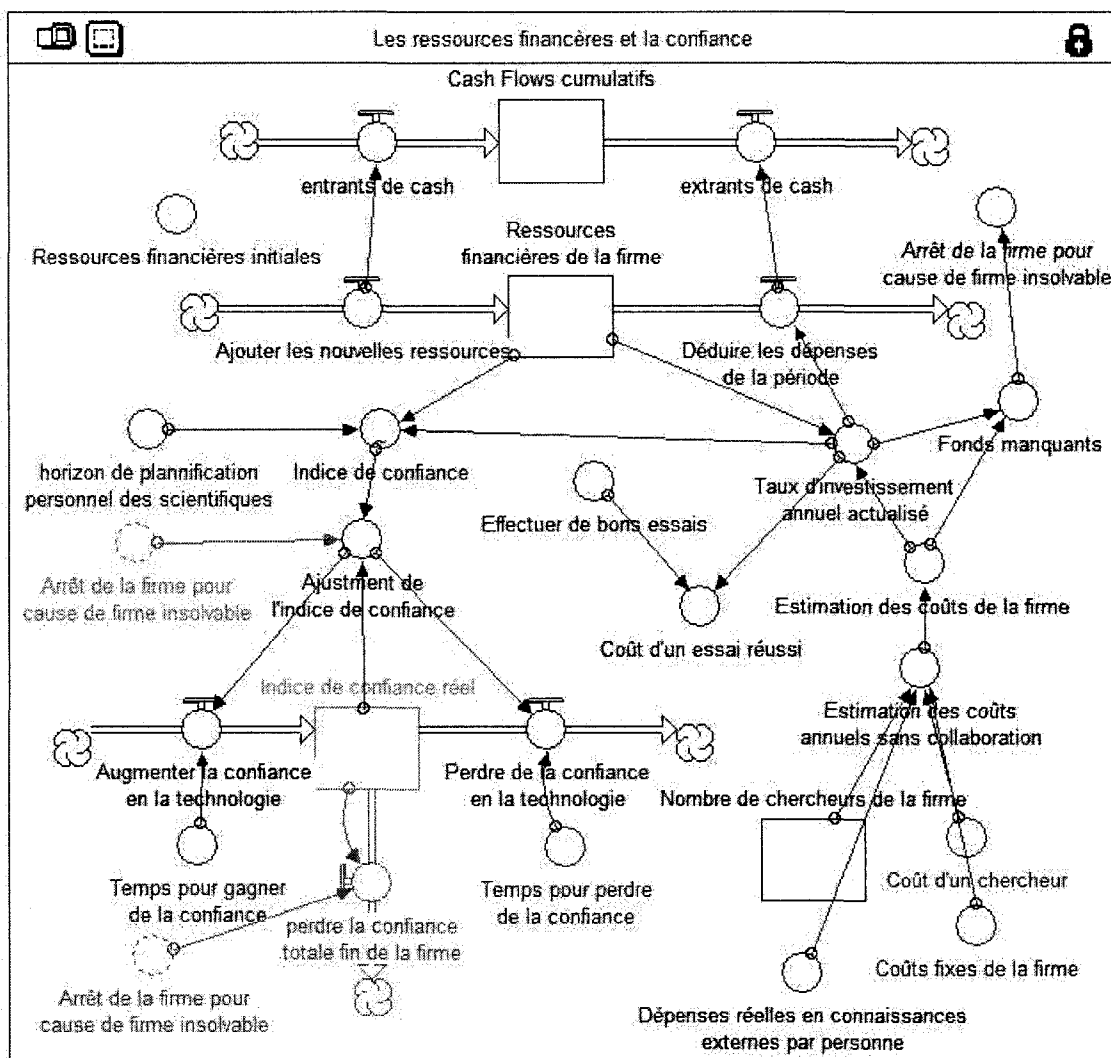 Les ressources financères et la confiance
Cash Flows cumulatifs
entrants de cash
extrants de cash
Ressources financières initiales
Ressources
financières de la firme
Arrêt de la firme pour
cause de firme insolvable
Ajouter les nouvelles ressources
Déduire les dépenses
de la période
horizon de plannification
personnel des scientifiques
Indice de confiance
Fonds manquants
Effectuer de bons essais
Taux d'investissement
annuel actualisé
Arrêt de la firme pour
cause de firme insolvable
Ajustment de
l'indice de confiance
Estimation des coûts de la firme
Coût d'un essai réussi
Indice de confiance réel
Estimation des coûts
annuels sans collaboration
Augmenter la confiance
en la technologie
Perdre de la confiance
en la technologie
Nombre de chercheurs de la firme
Temps pour gagner
de la confiance
Temps pour perdre
de la confiance
Coût d'un chercheur
perdre la confiance
totale fin de la firme
Coûts fixes de la firme
Arrêt de la firme pour
cause de firme insolvable
Dépenses réelles en connaissances
externes par personne